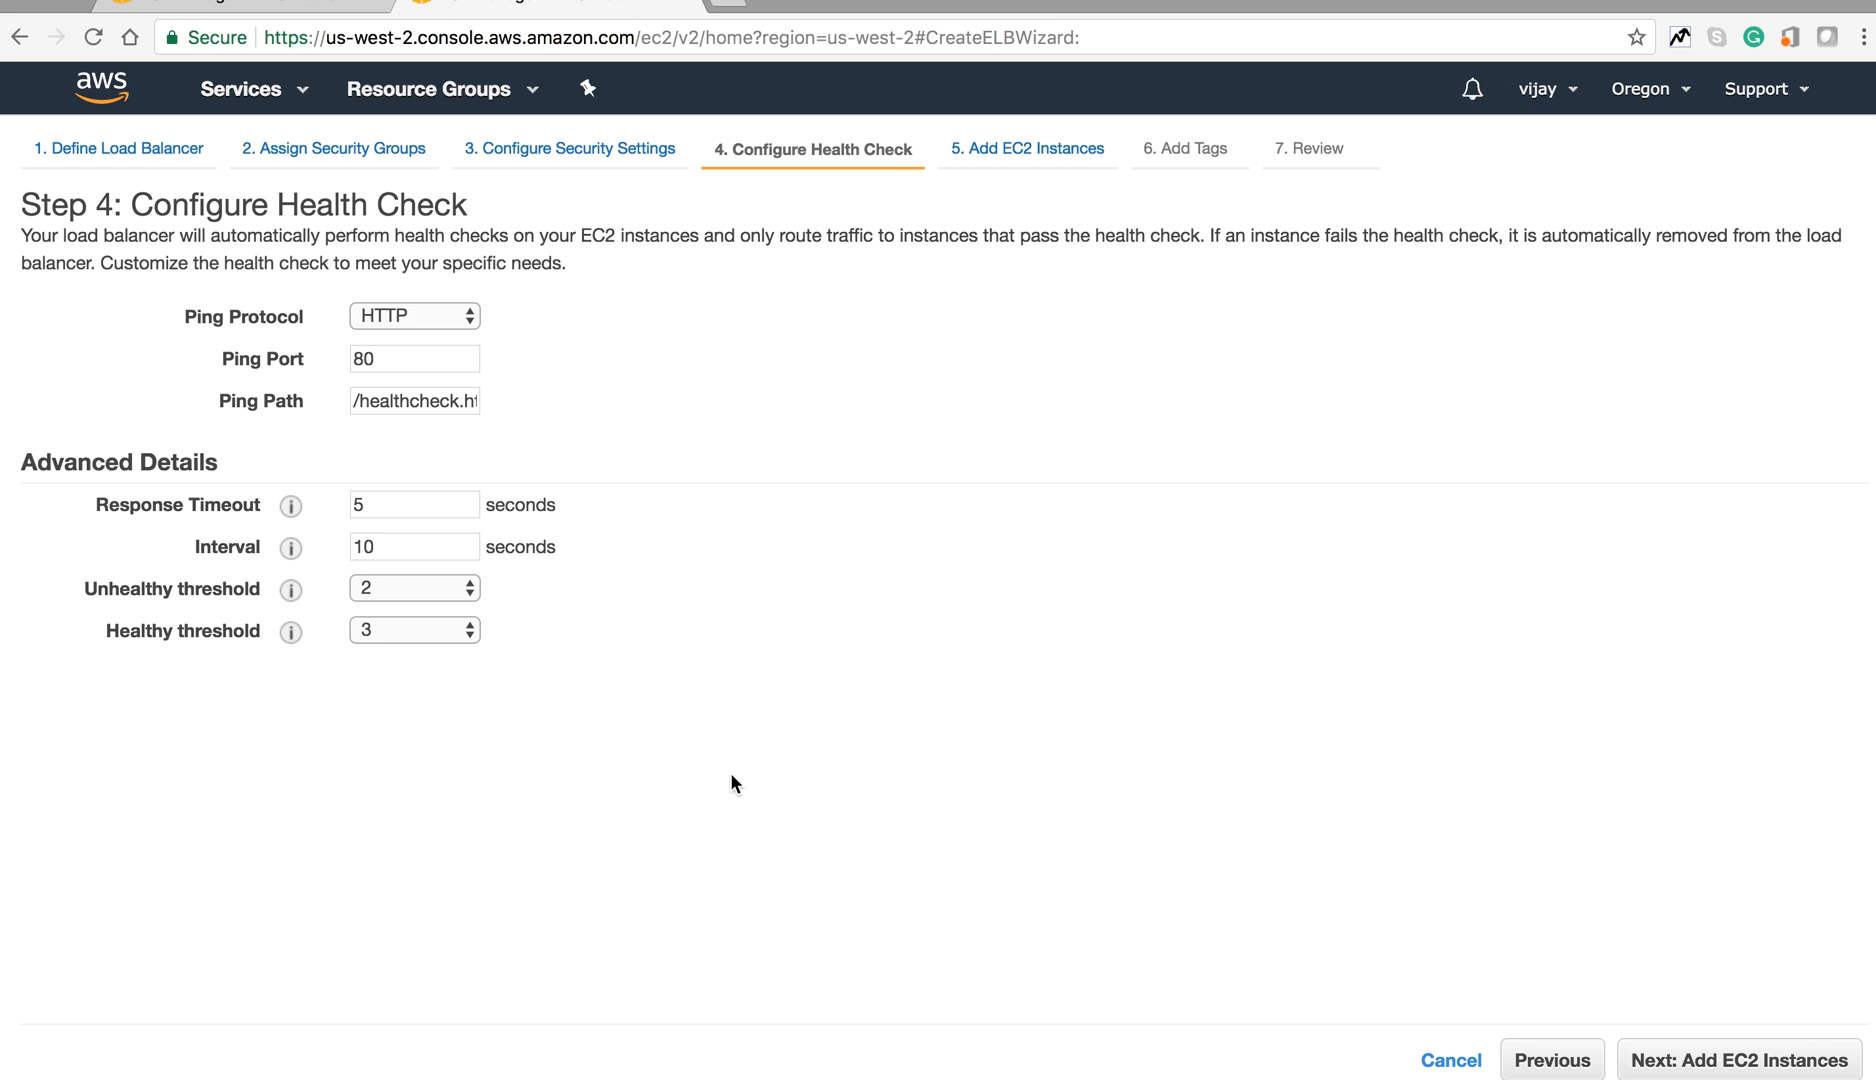 Secure https://us-west-2.console.aws.amazon.com/ec2/v2/home?region=us-west-2#CreateELBWizard:
aws Services Resource Groups vijay Oregon Support
1. Define Load Balancer 2. Assign Security Groups 3. Configure Security Settings 4. Configure Health Check 5. Add EC2 Instances 6. Add Tags 7. Review
Step 4: Configure Health Check
Your load balancer will automatically perform health checks on your EC2 instances and only route traffic to instances that pass the health check. If an instance fails the health check, it is automatically removed from the load
balancer. Customize the health check to meet your specific needs.
Ping Protocol HTTP
Ping Port 80
Ping Path /healthcheck.ht
Advanced Details
Response Timeout i 5 seconds
Interval i 10 seconds
Unhealthy threshold i 2
Healthy threshold i 3
Cancel Previous Next: Add EC2 Instances